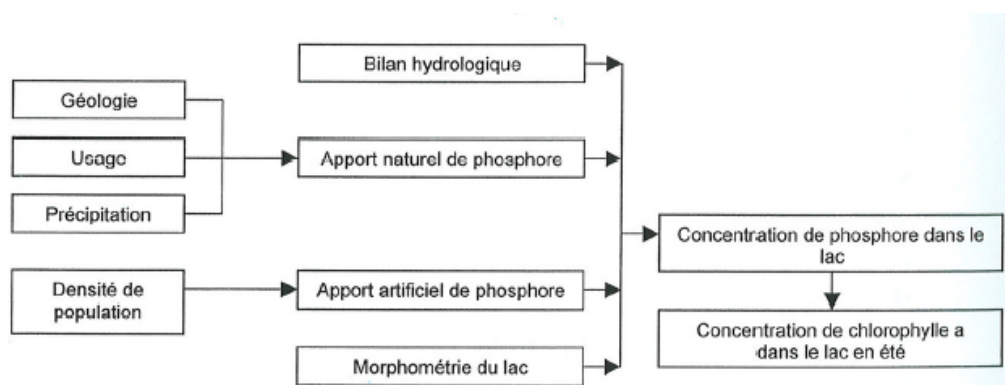 Bilan hydrologique
Géologie
Usage
Précipitation
Apport naturel de phosphore
Densité de
population
Apport artificiel de phosphore
Morphométrie du lac
Concentration de phosphore dans le
lac
Concentration de chlorophylle a
dans le lac en été